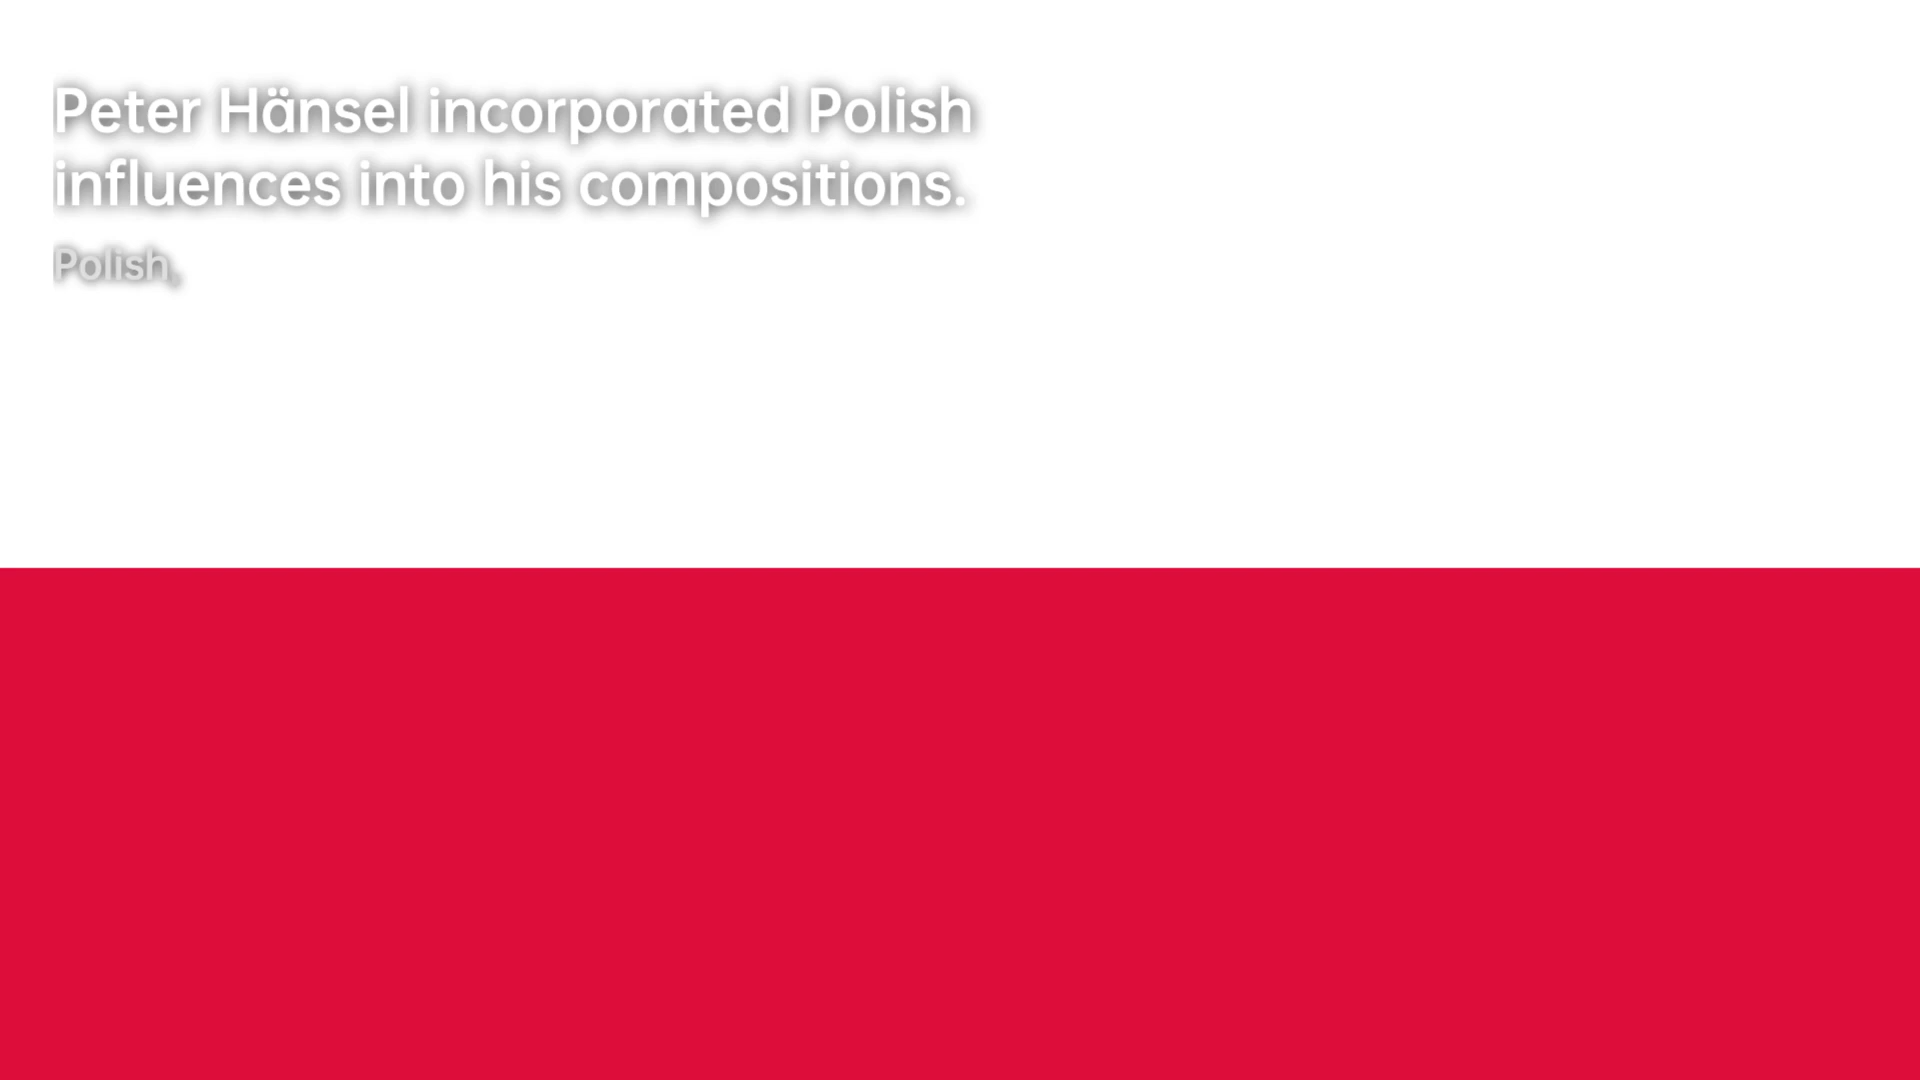 Peter Hänsel incorporated Polish
influences into his compositions.
Polish,